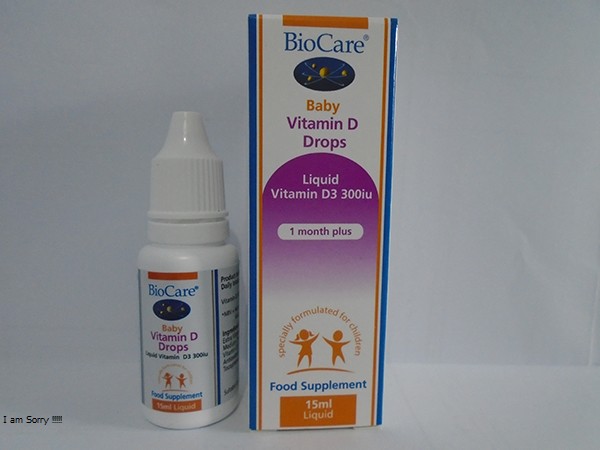 BioCare®
Baby
Vitamin D
Drops
Liquid
Vitamin D3 300iu
1 month plus
specially formulated for children
Food Supplement
15ml
Liquid
BioCare®
Baby
Vitamin D
Drops
Liquid Vitamin D3 300iu
Food Supplement
15ml Liquid
I am Sorry !!!!!